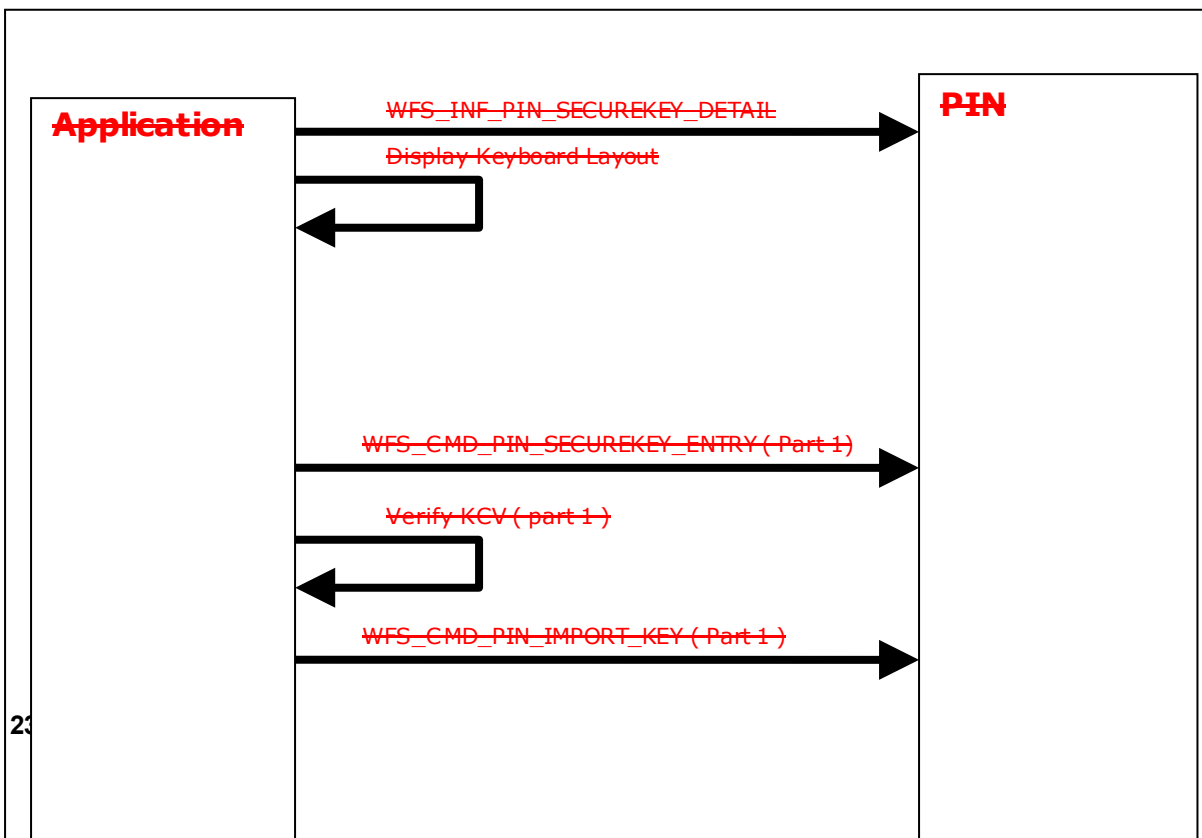 Application
PIN
WFS_INF_PIN_SECUREKEY_DETAIL
Display Keyboard Layout
WFS_CMD_PIN_SECUREKEY_ENTRY ( Part 1)
Verify KCV ( part 1 )
WFS_CMD_PIN_IMPORT_KEY ( Part 1 )